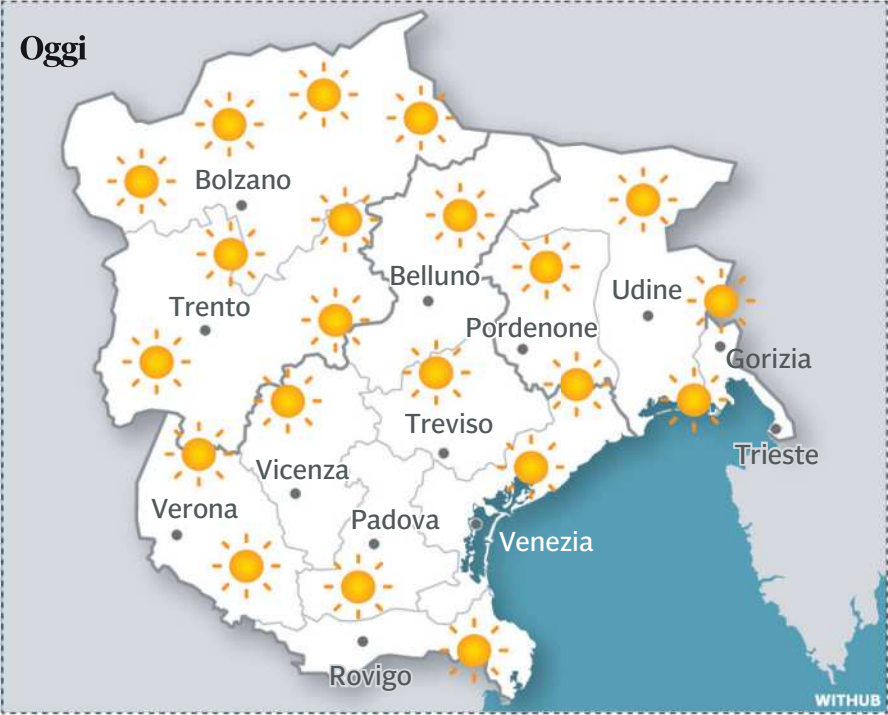 Oggi
Bolzano
Belluno
Udine
Trento
Pordenone
Gorizia
Treviso
Trieste
Vicenza
Verona
Padova
Venezia
Rovigo
WITHUB